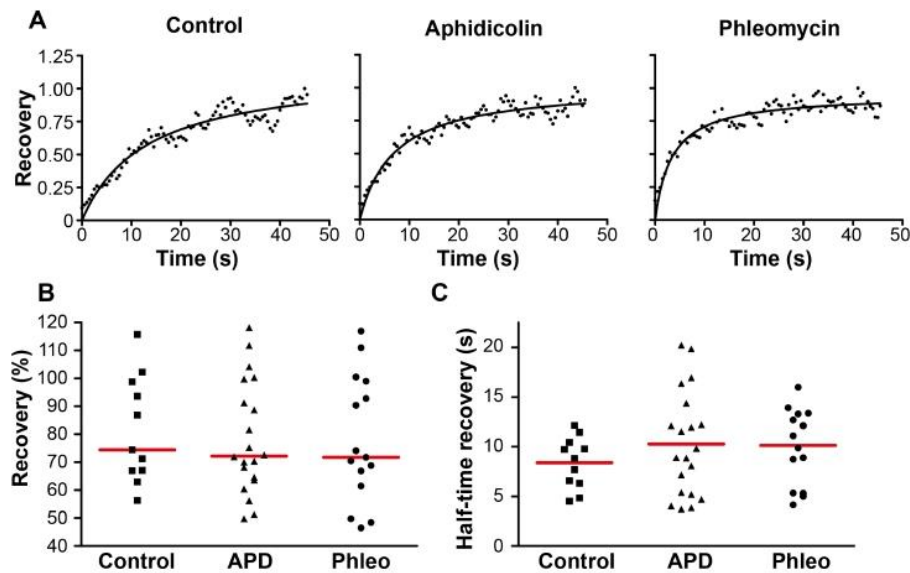 A
Control
Aphidicolin
Phleomycin
Recovery
1.25
1.00
0.75
0.50
0.25
0
0 10 20 30 40 50
0 10 20 30 40 50
0 10 20 30 40 50
Time (s)
Time (s)
Time (s)
B
Recovery (%)
120
110
100
90
80
70
60
50
40
Control APD Phleo
C
Half-time recovery (s)
20
15
10
5
0
Control APD Phleo